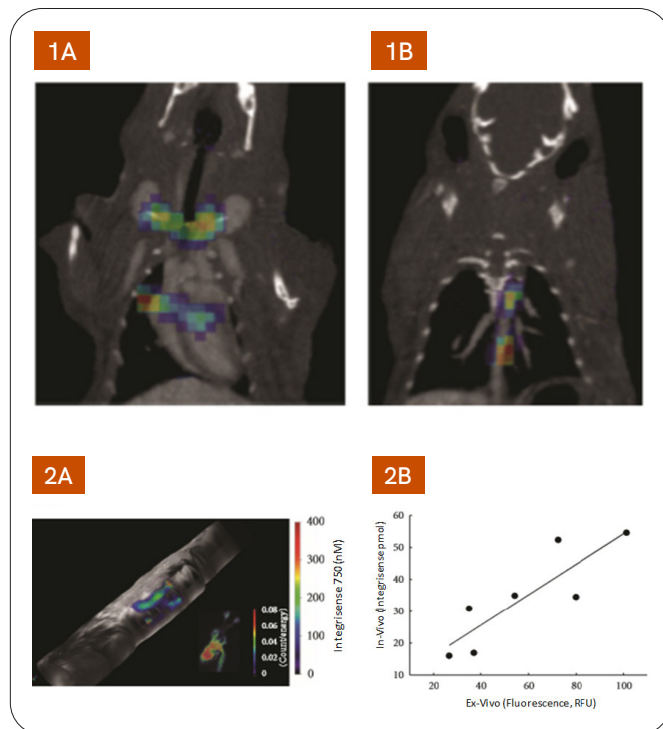 1A
1B
2A
2B
400
300
200
100
0
Integrisense 750 (nM)
0.08
0.06
0.04
0.02
0
(Count/energy)
60
50
40
30
20
10
In-Vivo (Integrisense pmol)
20
40
60
80
100
Ex-Vivo (Fluorescence, RFU)